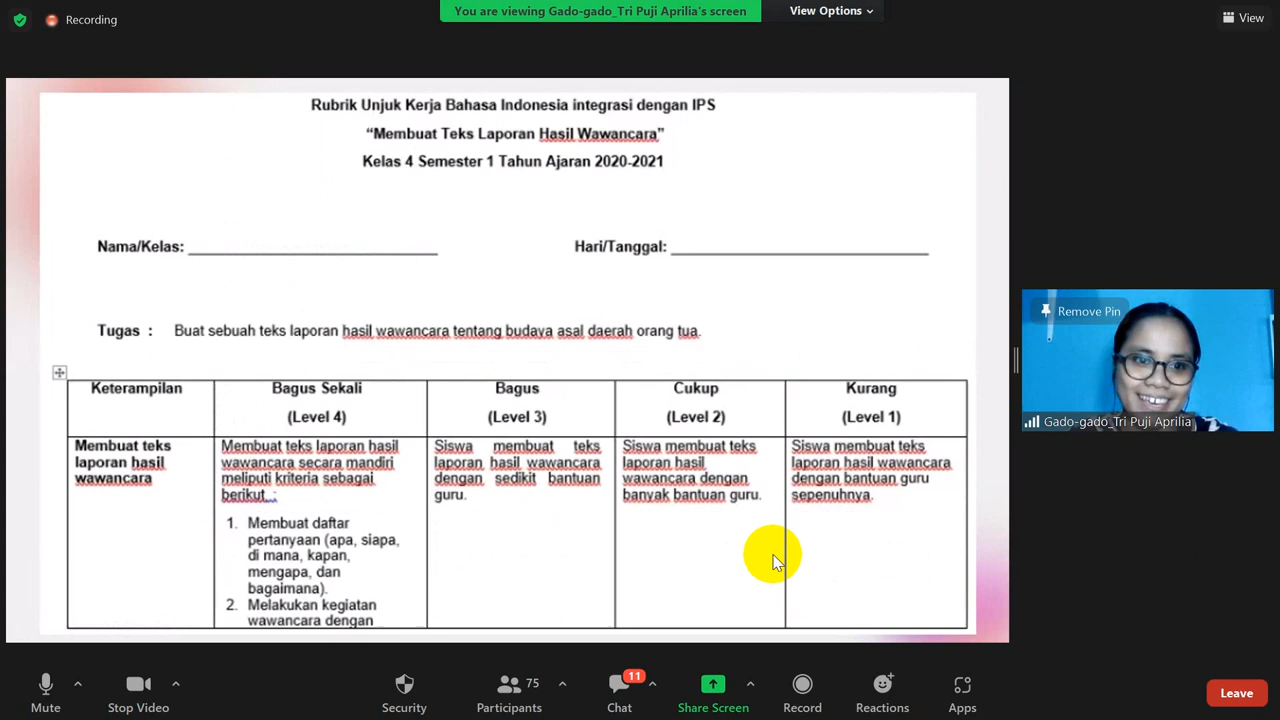 Recording
You are viewing Gado-gado_Tri Puji Aprilia's screen
View Options
View
Rubrik Unjuk Kerja Bahasa Indonesia integrasi dengan IPS
“Membuat Teks Laporan Hasil Wawancara”
Kelas 4 Semester 1 Tahun Ajaran 2020-2021
Nama/Kelas: ____________________ Hari/Tanggal: ____________________
Tugas : Buat sebuah teks laporan hasil wawancara tentang budaya asal daerah orang tua.
Keterampilan
Bagus Sekali
(Level 4)
Bagus
(Level 3)
Cukup
(Level 2)
Kurang
(Level 1)
Membuat teks
laporan hasil
wawancara
Membuat teks laporan hasil
wawancara secara mandiri
meliputi kriteria sebagai
berikut :
1. Membuat daftar
pertanyaan (apa, siapa,
di mana, kapan,
mengapa, dan
bagaimana).
2. Melakukan kegiatan
wawancara dengan
Siswa membuat teks
laporan hasil wawancara
dengan sedikit bantuan
guru.
Siswa membuat teks
laporan hasil
wawancara dengan
banyak bantuan guru.
Siswa membuat teks
laporan hasil wawancara
dengan bantuan guru
sepenuhnya.
Remove Pin
Gado-gado_Tri Puji Aprilia
Mute
Stop Video
Security
75
Participants
11
Chat
Share Screen
Record
Reactions
Apps
Leave